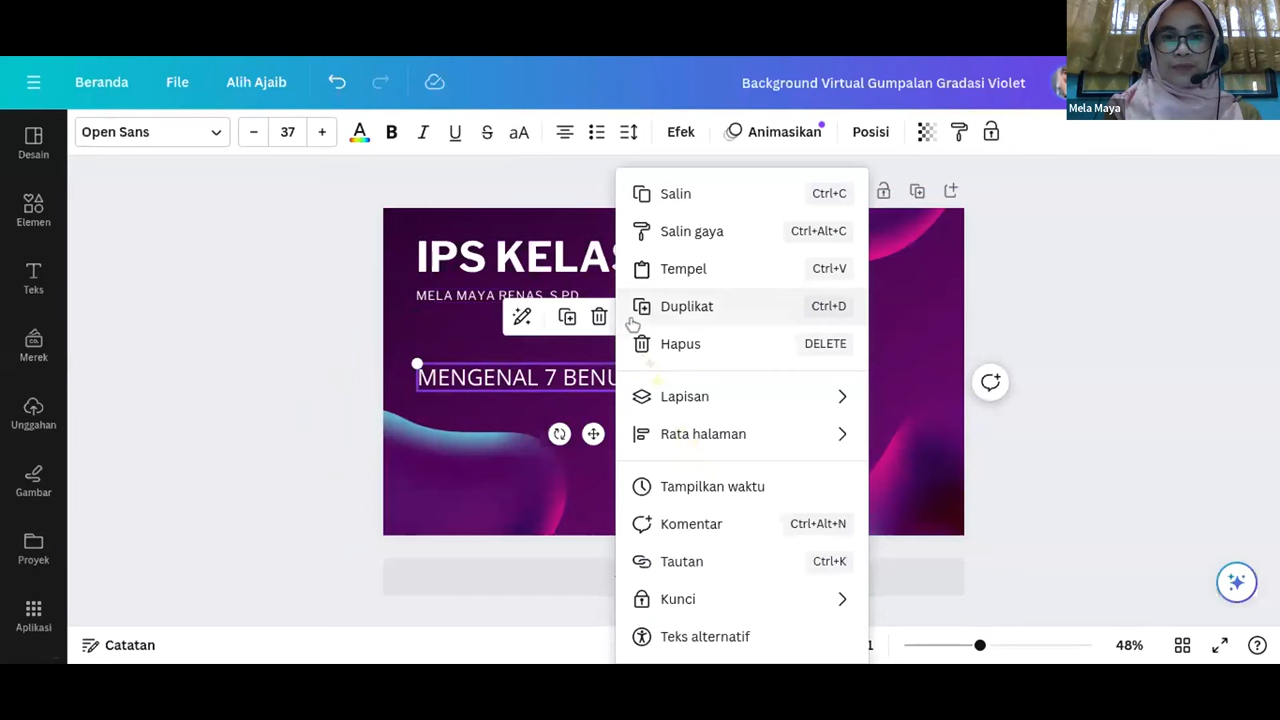 Beranda
File
Alih Ajaib
Background Virtual Gumpalan Gradasi Violet
Mela Maya
Open Sans
37
A
B
I
U
S
aA
Efek
Animasikan
Posisi
Desain
Elemen
Teks
Merek
Unggahan
Gambar
Proyek
Aplikasi
IPS KELAS
MELA MAYA RENAS, S.PD
MENGENAL 7 BENU
Salin Ctrl+C
Salin gaya Ctrl+Alt+C
Tempel Ctrl+V
Duplikat Ctrl+D
Hapus DELETE
Lapisan
Rata halaman
Tampilkan waktu
Komentar Ctrl+Alt+N
Tautan Ctrl+K
Kunci
Teks alternatif
Catatan
1
48%